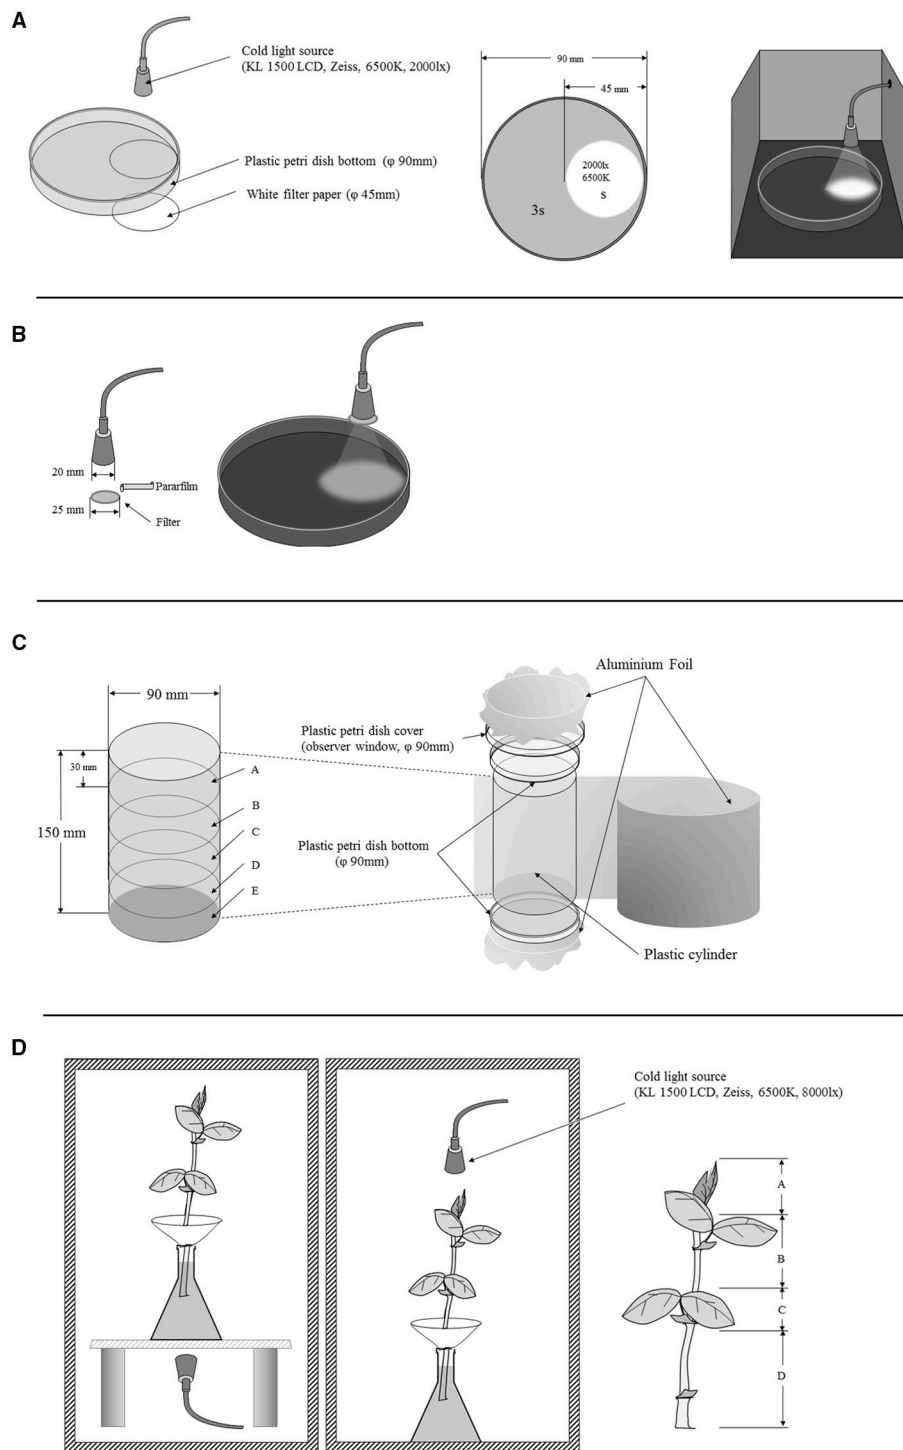 A
Cold light source
(KL 1500 LCD, Zeiss, 6500K, 2000lx)
Plastic petri dish bottom (φ 90mm)
White filter paper (φ 45mm)
90 mm
45 mm
2000lx
6500K
s
3s
B
20 mm
25 mm
Pararfilm
Filter
C
90 mm
30 mm
150 mm
A
B
C
D
E
Aluminium Foil
Plastic petri dish cover
(observer window, φ 90mm)
Plastic petri dish bottom
(φ 90mm)
Plastic cylinder
D
Cold light source
(KL 1500 LCD, Zeiss, 6500K, 8000lx)
A
B
C
D